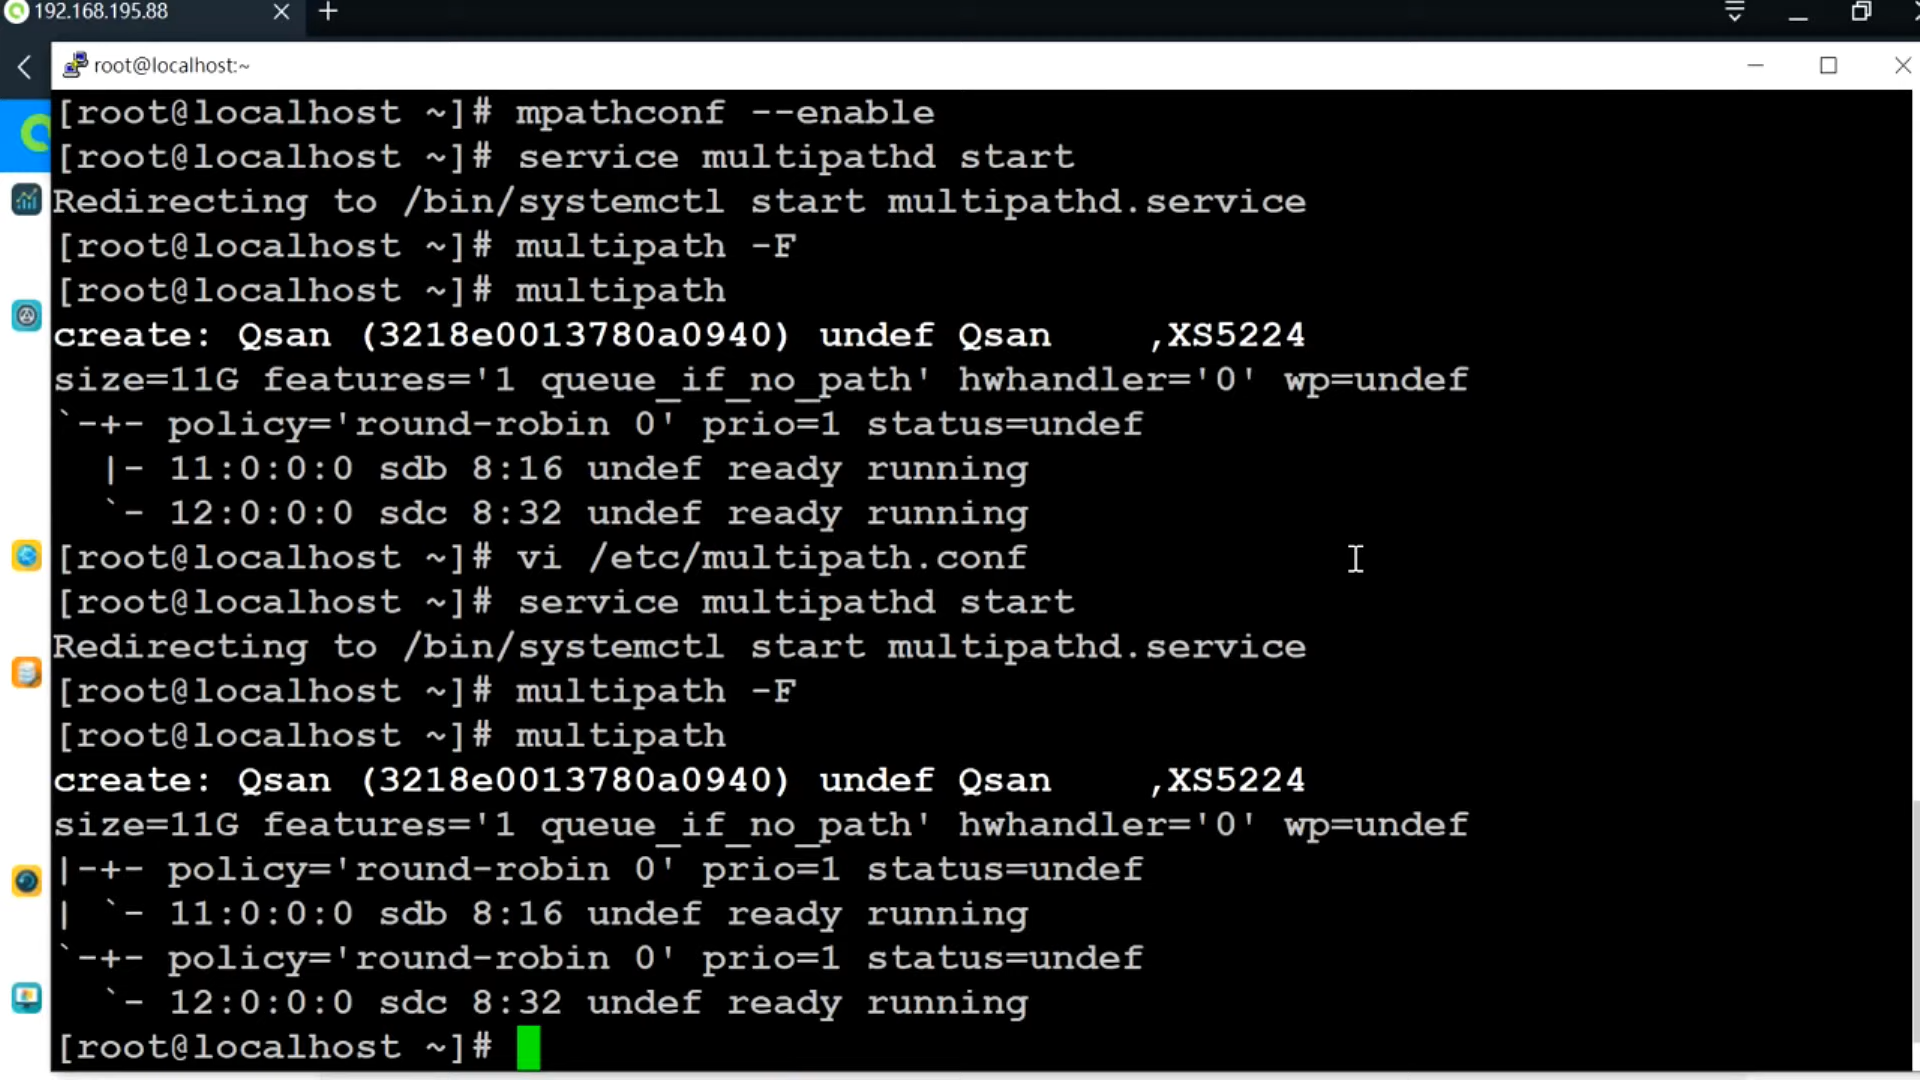 192.168.195.88
root@localhost:~
[root@localhost ~]# mpathconf --enable
[root@localhost ~]# service multipathd start
Redirecting to /bin/systemctl start multipathd.service
[root@localhost ~]# multipath -F
[root@localhost ~]# multipath
create: Qsan (3218e0013780a0940) undef Qsan    ,XS5224
size=11G features='1 queue_if_no_path' hwhandler='0' wp=undef
`-+- policy='round-robin 0' prio=1 status=undef
  |- 11:0:0:0 sdb 8:16 undef ready running
  `- 12:0:0:0 sdc 8:32 undef ready running
[root@localhost ~]# vi /etc/multipath.conf
[root@localhost ~]# service multipathd start
Redirecting to /bin/systemctl start multipathd.service
[root@localhost ~]# multipath -F
[root@localhost ~]# multipath
create: Qsan (3218e0013780a0940) undef Qsan    ,XS5224
size=11G features='1 queue_if_no_path' hwhandler='0' wp=undef
|-+- policy='round-robin 0' prio=1 status=undef
| `- 11:0:0:0 sdb 8:16 undef ready running
`-+- policy='round-robin 0' prio=1 status=undef
  `- 12:0:0:0 sdc 8:32 undef ready running
[root@localhost ~]#